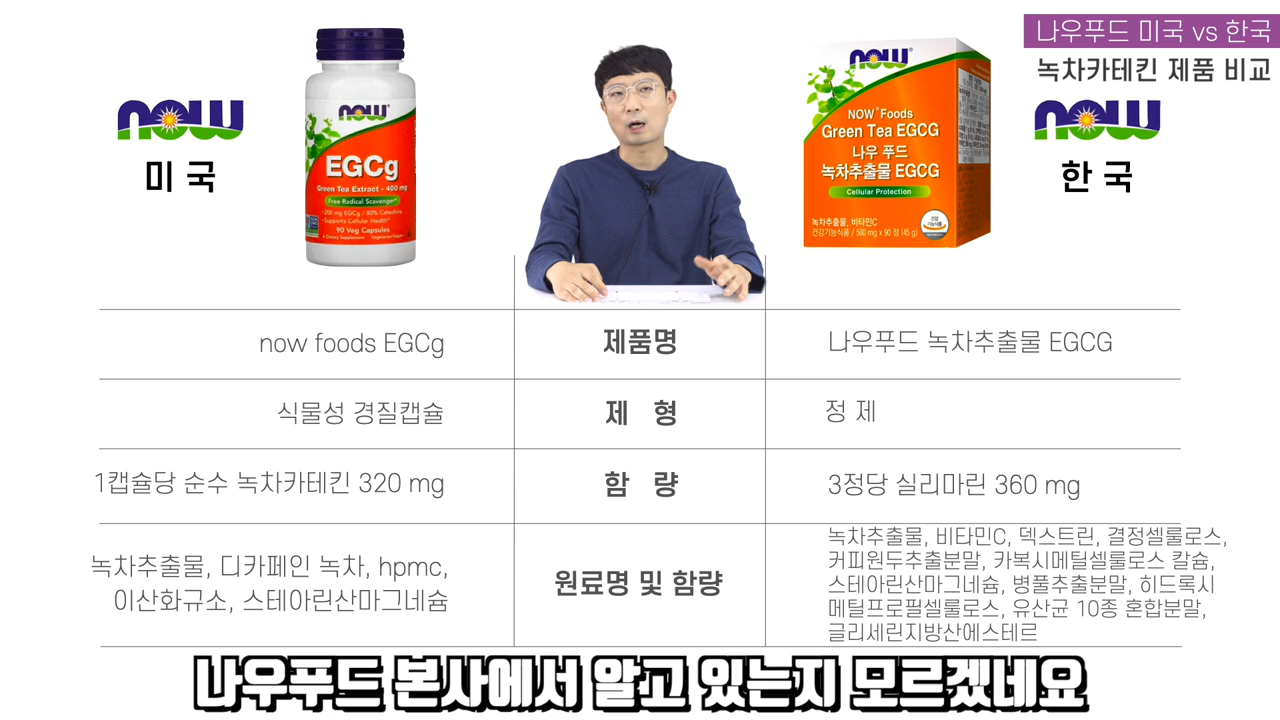 나우푸드 미국 vs 한국
녹차카테킨 제품 비교
NOW
미 국
NOW
EGCg
Green Tea Extract - 400 mg
Free Radical Scavenger*
90 Veg Capsules
NOW
NOW® Foods
Green Tea EGCG
나우 푸드
녹차추출물 EGCG
Cellular Protection
녹차추출물, 비타민C
건강기능식품 / 500 mg x 90 정 (45 g)
NOW
한 국
now foods EGCg
제품명
나우푸드 녹차추출물 EGCG
식물성 경질캡슐
제 형
정 제
1캡슐당 순수 녹차카테킨 320 mg
함 량
3정당 실리마린 360 mg
녹차추출물, 디카페인 녹차, hpmc,
이산화규소, 스테아린산마그네슘
원료명 및 함량
녹차추출물, 비타민C, 덱스트린, 결정셀룰로스,
커피원두추출분말, 카복시메틸셀룰로스 칼슘,
스테아린산마그네슘, 병풀추출분말, 히드록시
메틸프로필셀룰로스, 유산균 10종 혼합분말,
글리세린지방산에스테르
나우푸드 본사에서 알고 있는지 모르겠네요